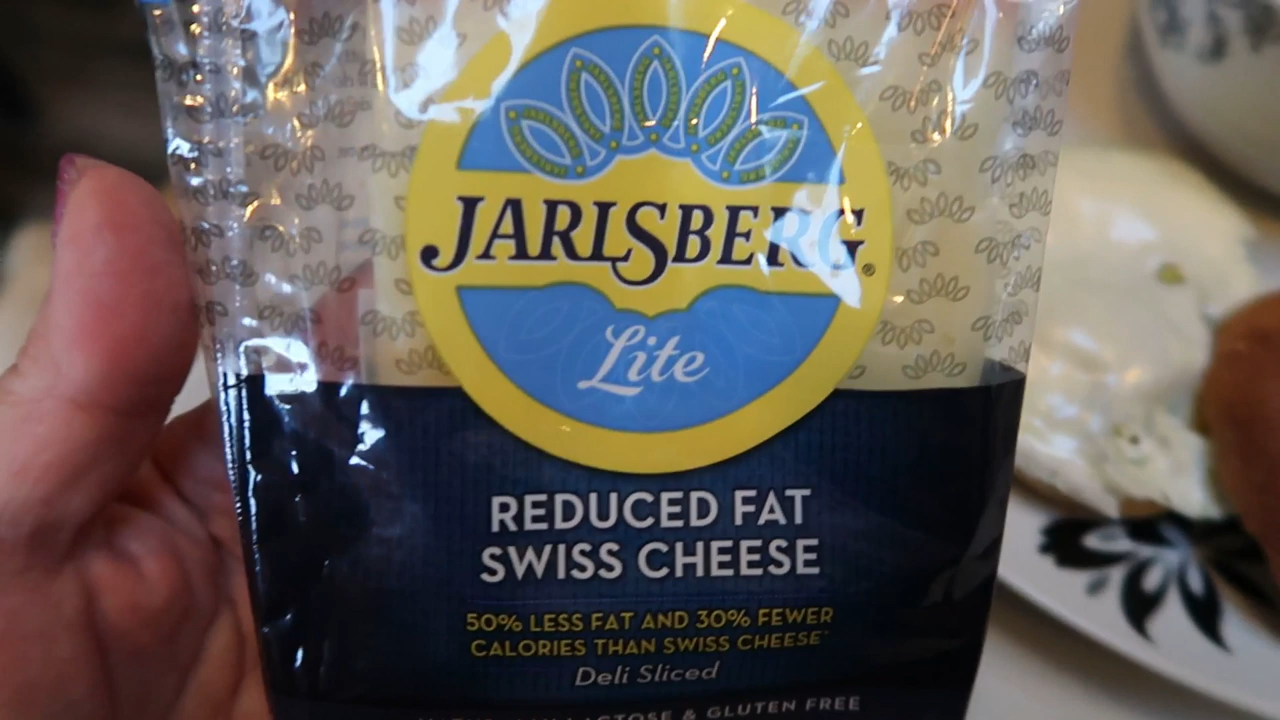 JARLSBERG®
Lite
REDUCED FAT
SWISS CHEESE
50% LESS FAT AND 30% FEWER
CALORIES THAN SWISS CHEESE*
Deli Sliced
LACTOSE & GLUTEN FREE